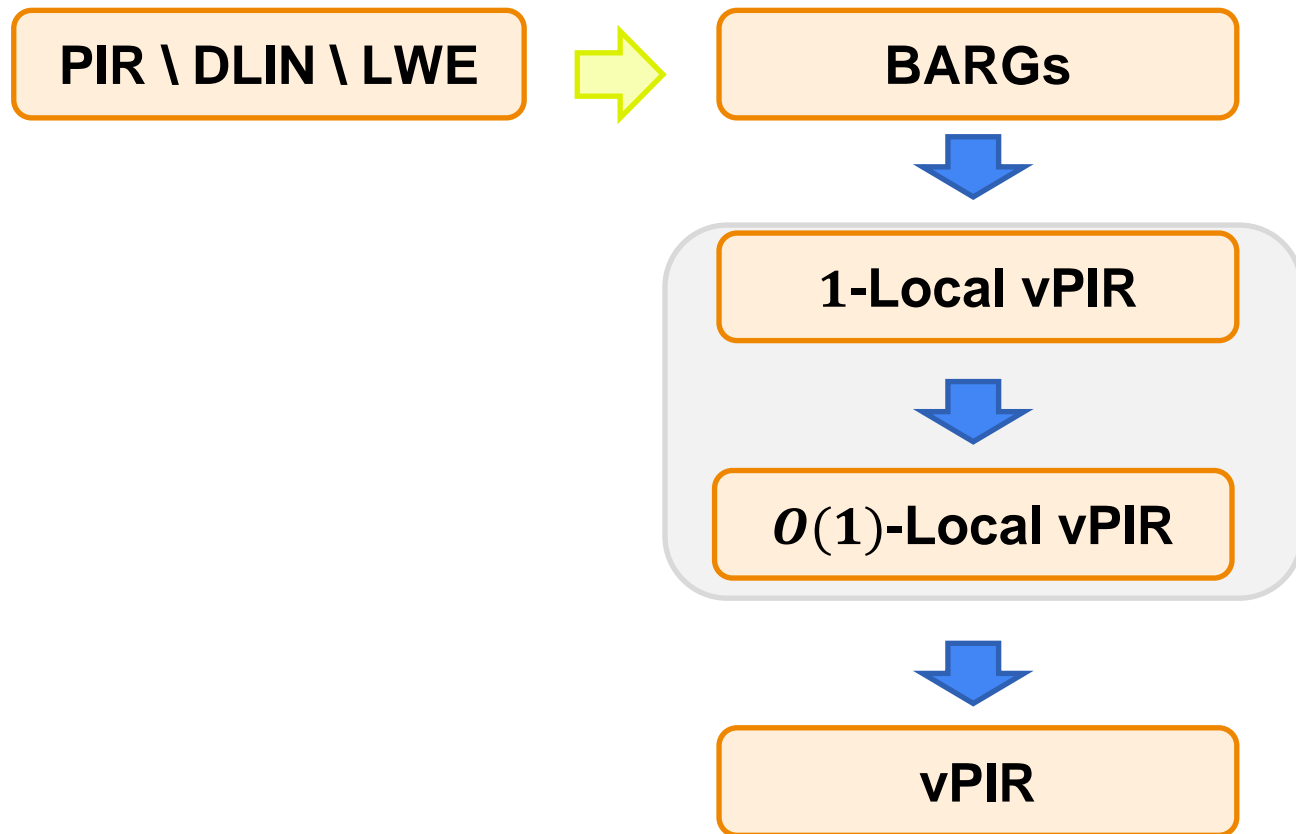 PIR \ DLIN \ LWE
BARGs
1-Local vPIR
O(1)-Local vPIR
vPIR